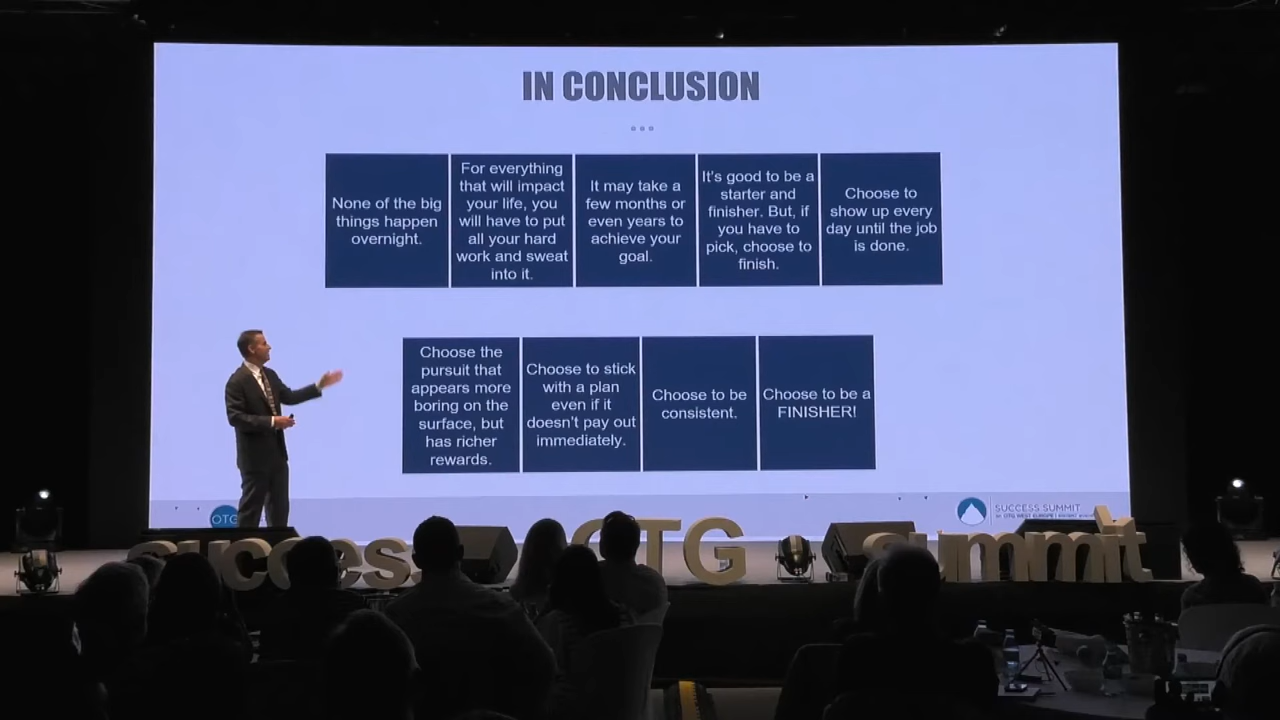 IN CONCLUSION
None of the big
things happen
overnight.
For everything
that will impact
your life, you
will have to put
all your hard
work and sweat
into it.
It may take a
few months or
even years to
achieve your
goal.
It's good to be a
starter and
finisher. But, if
you have to
pick, choose to
finish.
Choose to
show up every
day until the job
is done.
Choose the
pursuit that
appears more
boring on the
surface, but
has richer
rewards.
Choose to stick
with a plan
even if it
doesn't pay out
immediately.
Choose to be
consistent.
Choose to be a
FINISHER!
OTG
SUCCESS SUMMIT
BY OTG WEST EUROPE
success OTG summit